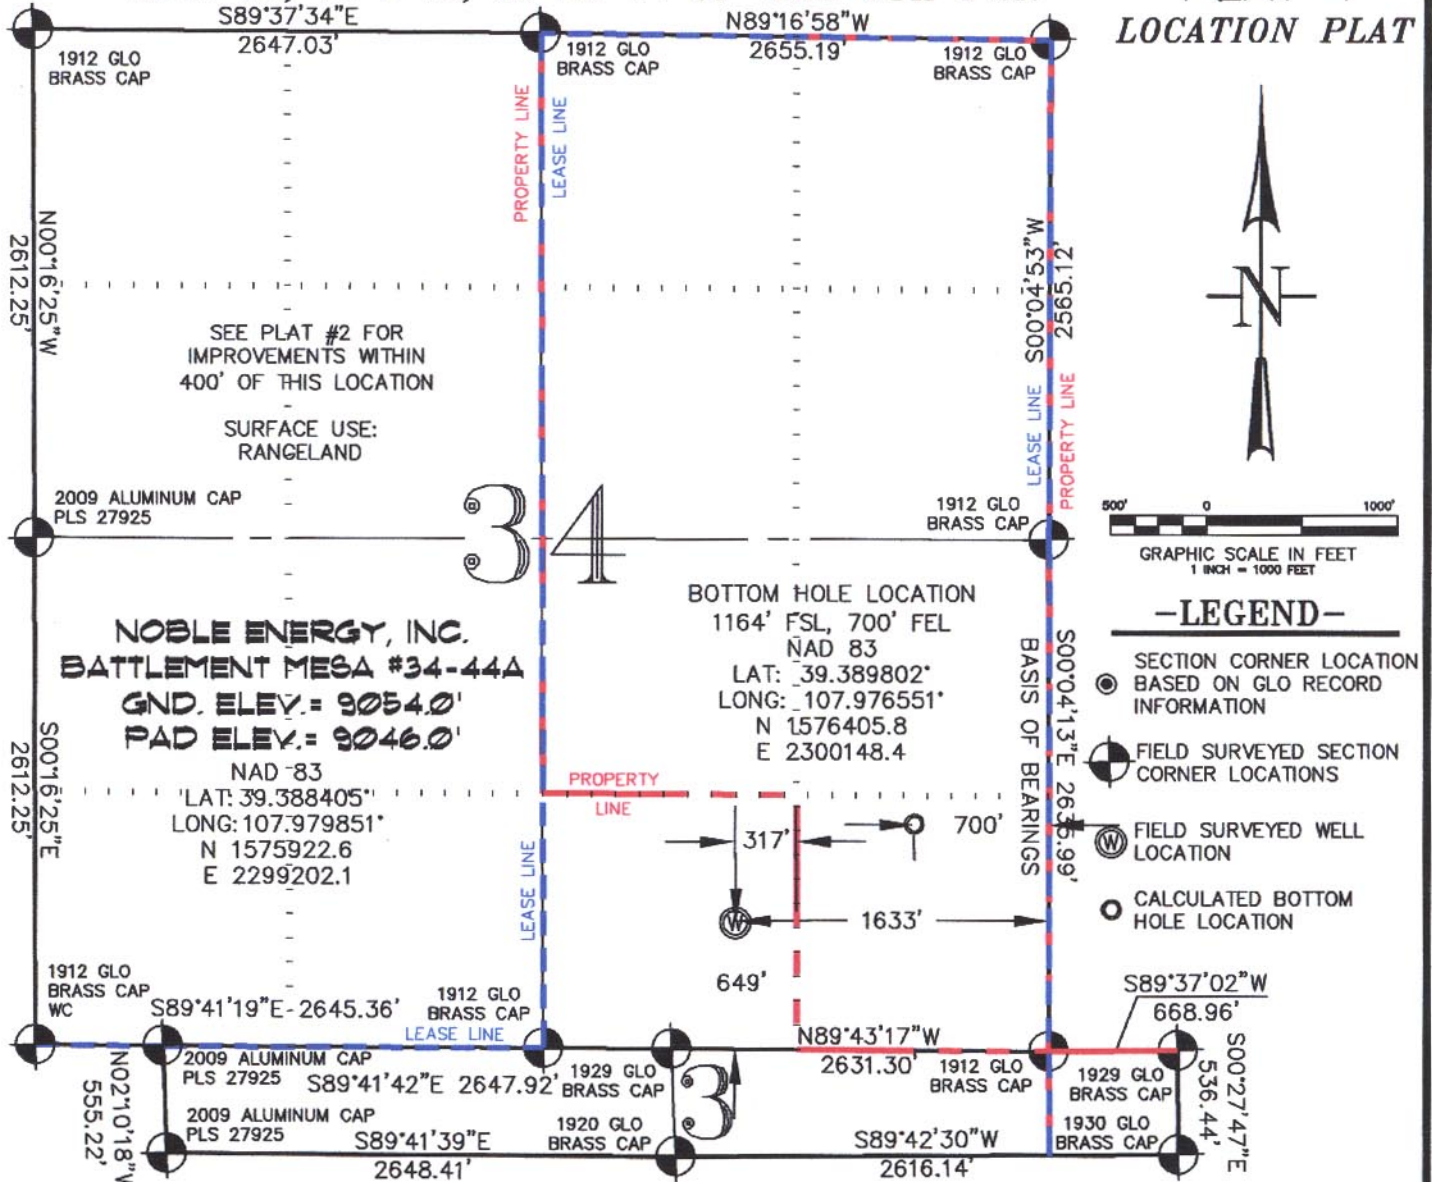 LOCATION PLAT
S89°37'34"E
2647.03'
N89°16'58"W
2655.19'
1912 GLO
BRASS CAP
1912 GLO
BRASS CAP
1912 GLO
BRASS CAP
PROPERTY LINE
LEASE LINE
N00°16'25"W
2612.25'
S00°04'53"W
2565.12'
N
SEE PLAT #2 FOR
IMPROVEMENTS WITHIN
400' OF THIS LOCATION
SURFACE USE:
RANGELAND
LEASE LINE
PROPERTY LINE
2009 ALUMINUM CAP
PLS 27925
34
1912 GLO
BRASS CAP
500' 0 1000'
GRAPHIC SCALE IN FEET
1 INCH = 1000 FEET
NOBLE ENERGY, INC.
BATTLEMENT MESA #34-44A
GND. ELEV.= 9054.0'
PAD ELEV.= 9046.0'
NAD 83
LAT: 39.388405°
LONG: 107.979851°
N 1575922.6
E 2299202.1
S00°16'25"E
2612.25'
BOTTOM HOLE LOCATION
1164' FSL, 700' FEL
NAD 83
LAT: 39.389802°
LONG: 107.976551°
N 1576405.8
E 2300148.4
BASIS OF BEARINGS
S00°04'13"E
-LEGEND-
SECTION CORNER LOCATION
BASED ON GLO RECORD
INFORMATION
FIELD SURVEYED SECTION
CORNER LOCATIONS
W
FIELD SURVEYED WELL
LOCATION
CALCULATED BOTTOM
HOLE LOCATION
PROPERTY
LINE
317'
700'
LEASE LINE
W
1633'
649'
1912 GLO
BRASS CAP
WC
S89°41'19"E-2645.36'
1912 GLO
BRASS CAP
LEASE LINE
N89°43'17"W
2631.30'
S89°37'02"W
668.96'
2009 ALUMINUM CAP
PLS 27925
S89°41'42"E 2647.92'
1929 GLO
BRASS CAP
3
1912 GLO
BRASS CAP
1929 GLO
BRASS CAP
N02°10'18"W
555.22'
S00°27'47"E
536.44'
2009 ALUMINUM CAP
PLS 27925
S89°41'39"E
2648.41'
1920 GLO
BRASS CAP
S89°42'30"W
2616.14'
1930 GLO
BRASS CAP